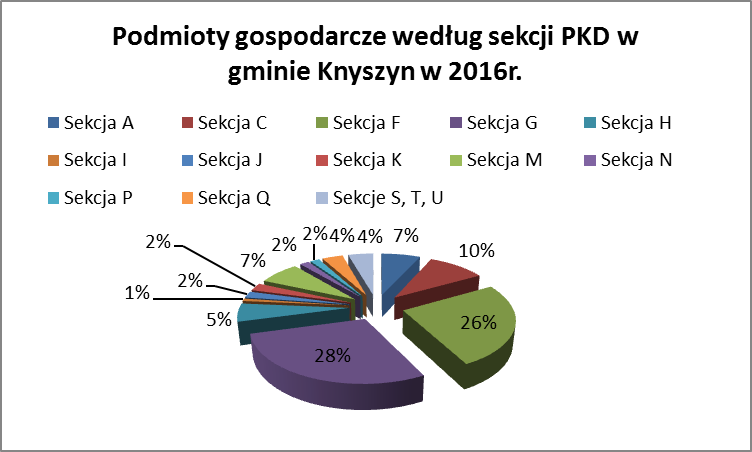 Podmioty gospodarcze według sekcji PKD w
gminie Knyszyn w 2016r.
Sekcja A Sekcja C Sekcja F Sekcja G Sekcja H
Sekcja I Sekcja J Sekcja K Sekcja M Sekcja N
Sekcja P Sekcja Q Sekcje S, T, U
2% 4% 4% 7%
2% 2%
7% 10%
2%
1%
5% 26%
28%